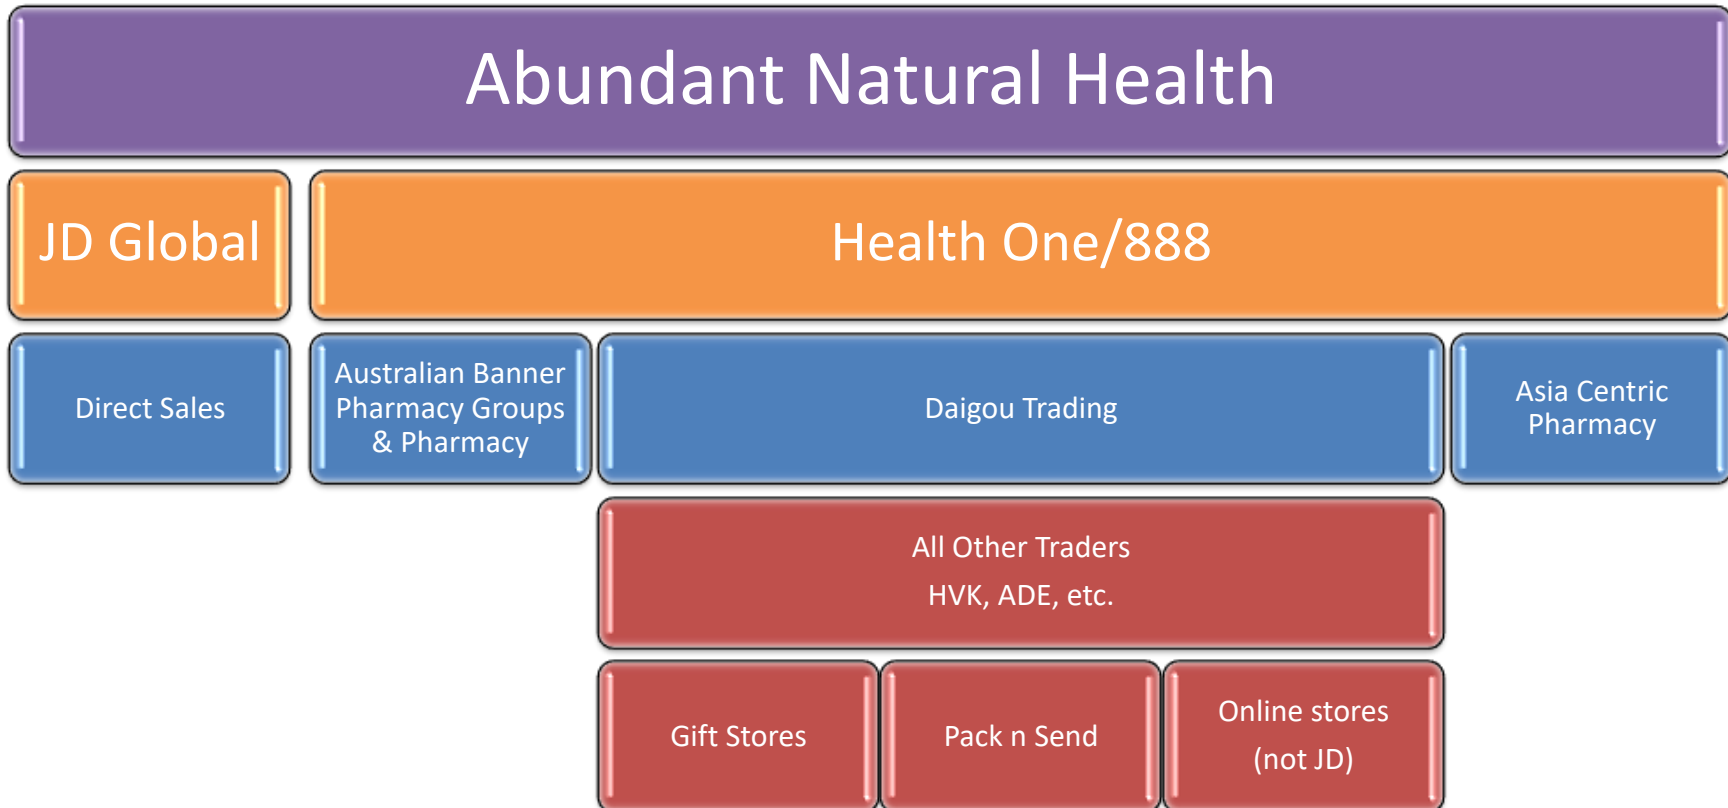 Abundant Natural Health
JD Global
Health One/888
Direct Sales
Australian Banner
Pharmacy Groups
& Pharmacy
Daigou Trading
Asia Centric
Pharmacy
All Other Traders
HVK, ADE, etc.
Gift Stores
Pack n Send
Online stores
(not JD)